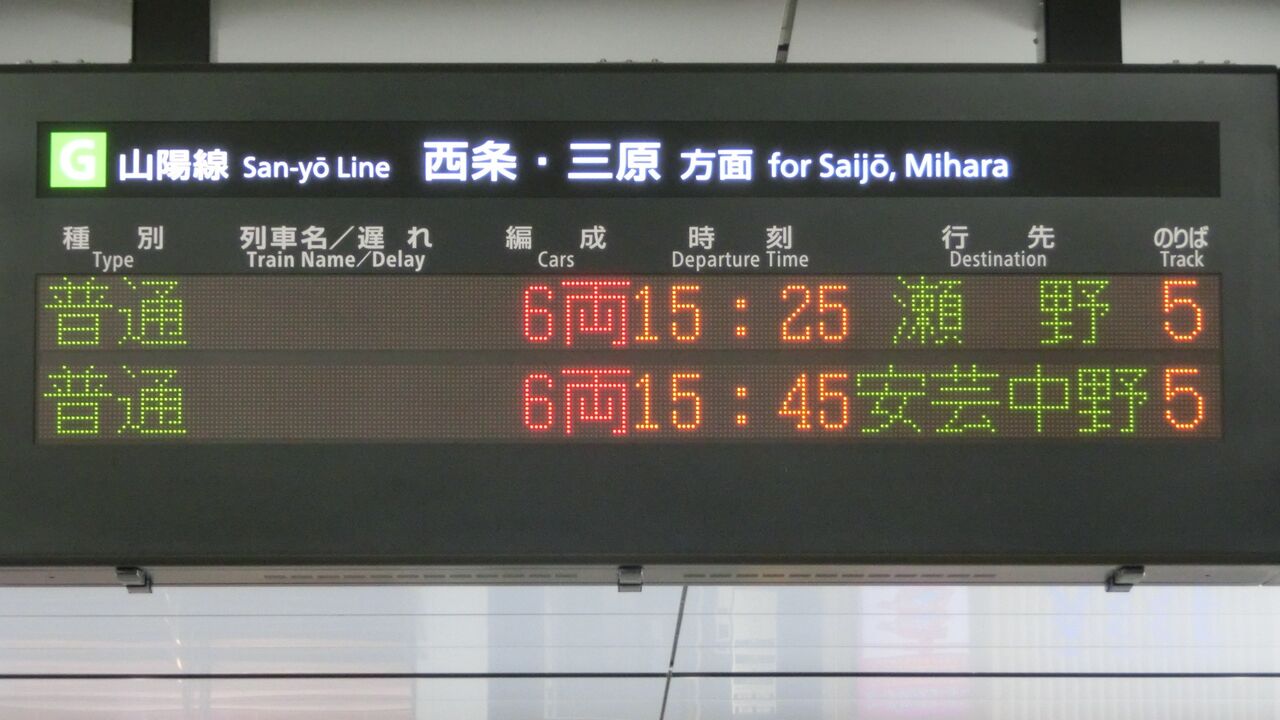 G 山陽線 San-yō Line 西条・三原 方面 for Saijō, Mihara
種別 列車名／遅れ 編成 時刻 行先 のりば
Type Train Name／Delay Cars Departure Time Destination Track
普通 6両 15：25 瀬野 5
普通 6両 15：45 安芸中野 5